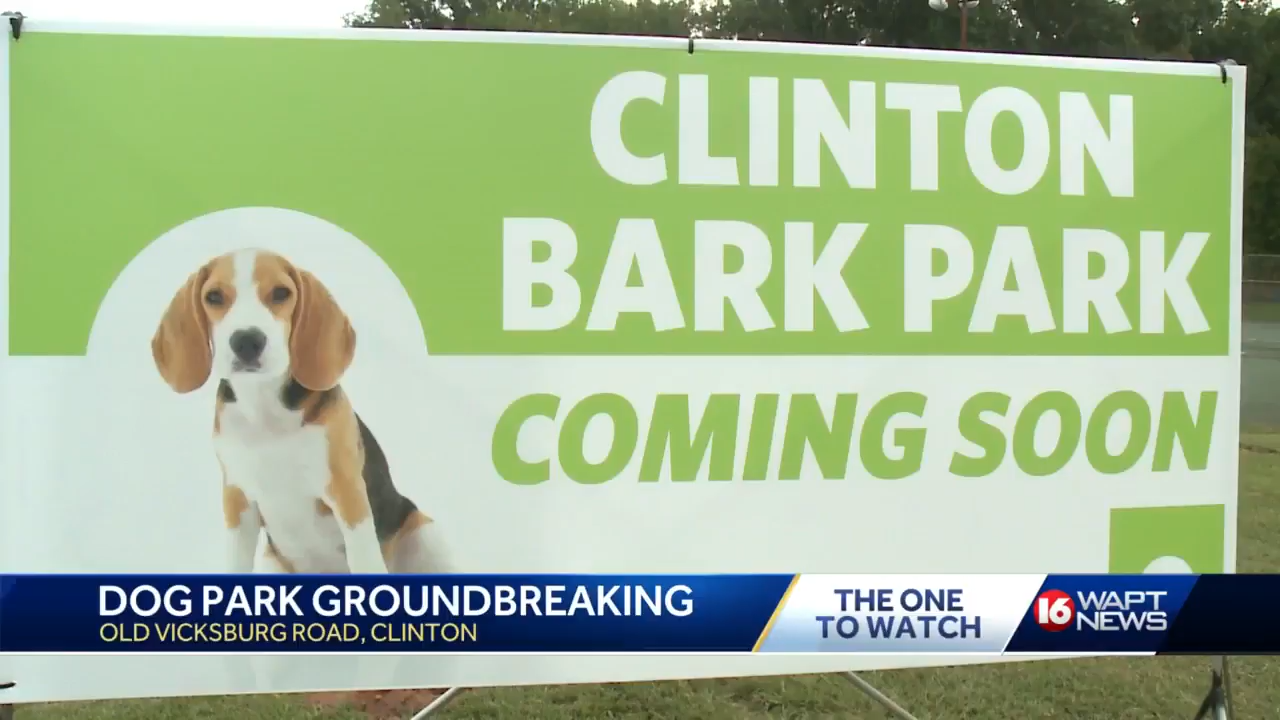 CLINTON
BARK PARK
COMING SOON
DOG PARK GROUNDBREAKING
OLD VICKSBURG ROAD, CLINTON
THE ONE
TO WATCH
16 WAPT
NEWS